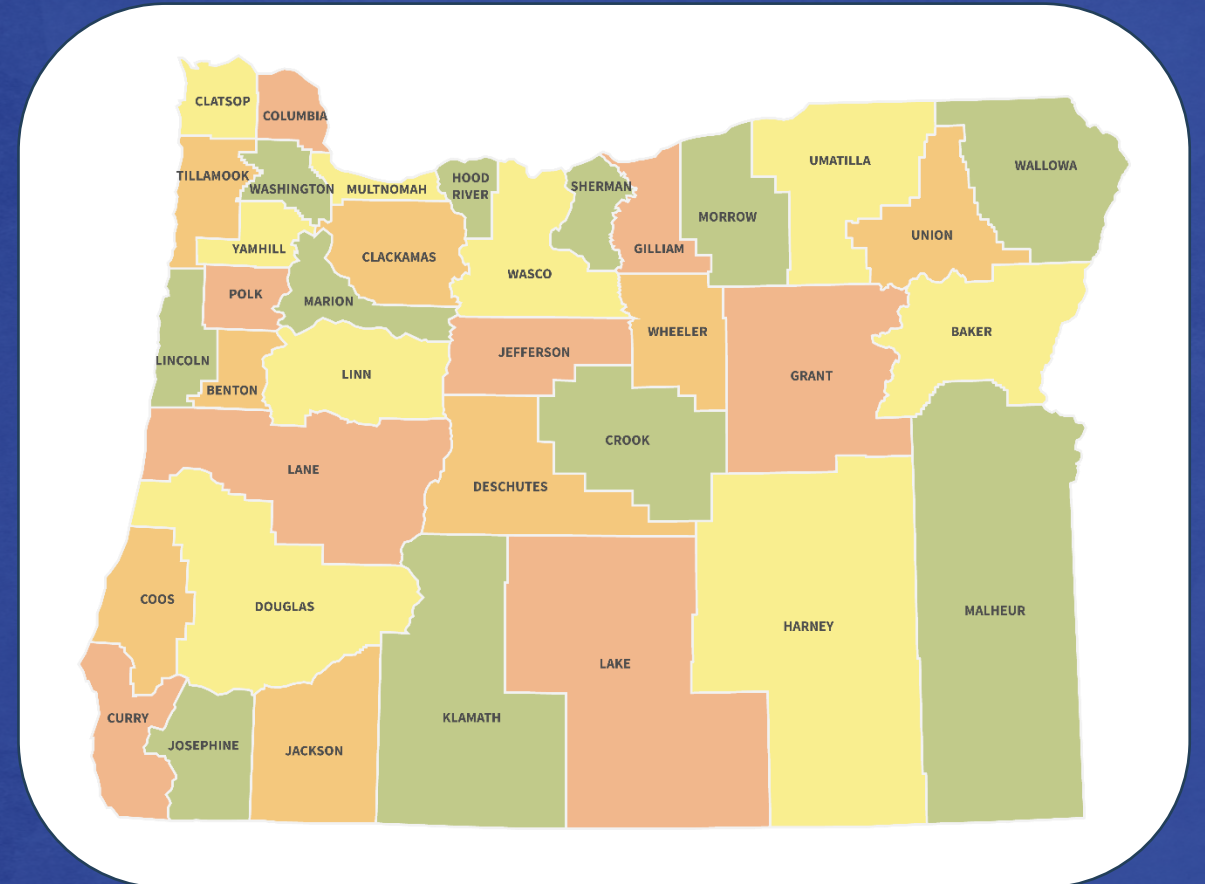 CLATSOP
COLUMBIA
TILLAMOOK
WASHINGTON
MULTNOMAH
HOOD
RIVER
SHERMAN
UMATILLA
WALLOWA
MORROW
GILLIAM
UNION
YAMHILL
CLACKAMAS
WASCO
POLK
MARION
WHEELER
BAKER
JEFFERSON
LINCOLN
BENTON
LINN
GRANT
CROOK
LANE
DESCHUTES
COOS
DOUGLAS
MALHEUR
HARNEY
LAKE
CURRY
KLAMATH
JOSEPHINE
JACKSON